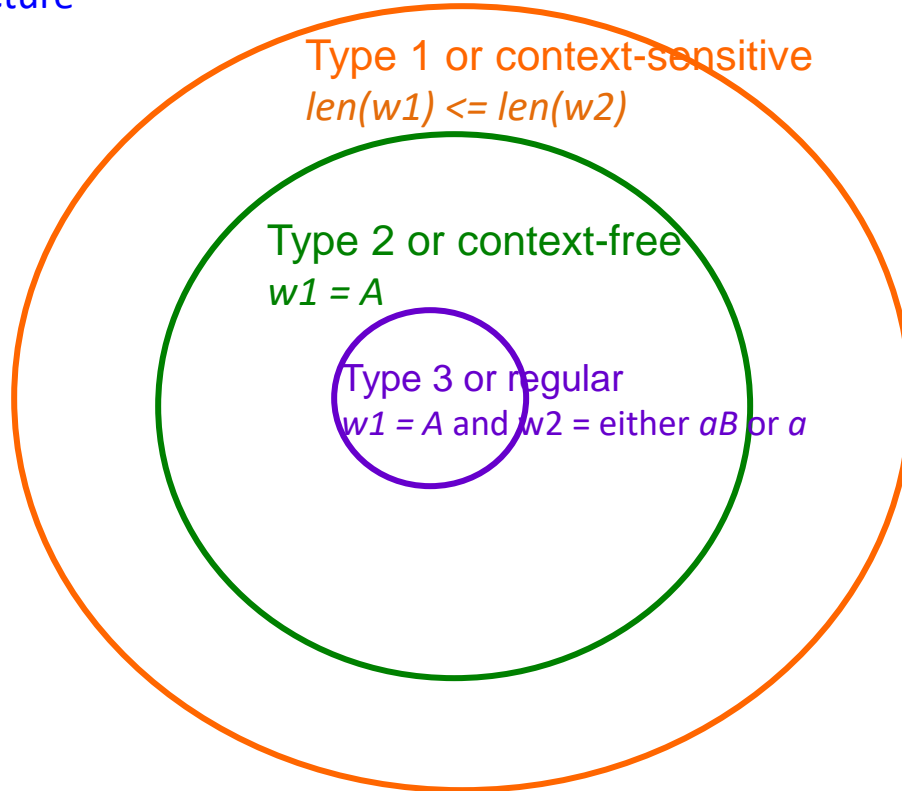 Type 1 or context-sensitive
len(w1) <= len(w2)
Type 2 or context-free
w1 = A
Type 3 or regular
w1 = A and w2 = either aB or a